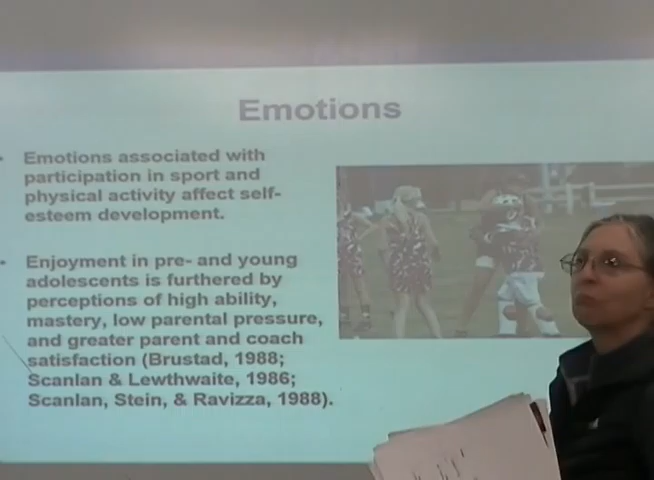 Emotions
• Emotions associated with
participation in sport and
physical activity affect self-
esteem development.
• Enjoyment in pre- and young
adolescents is furthered by
perceptions of high ability,
mastery, low parental pressure,
and greater parent and coach
satisfaction (Brustad, 1988;
Scanlan & Lewthwaite, 1986;
Scanlan, Stein, & Ravizza, 1988).